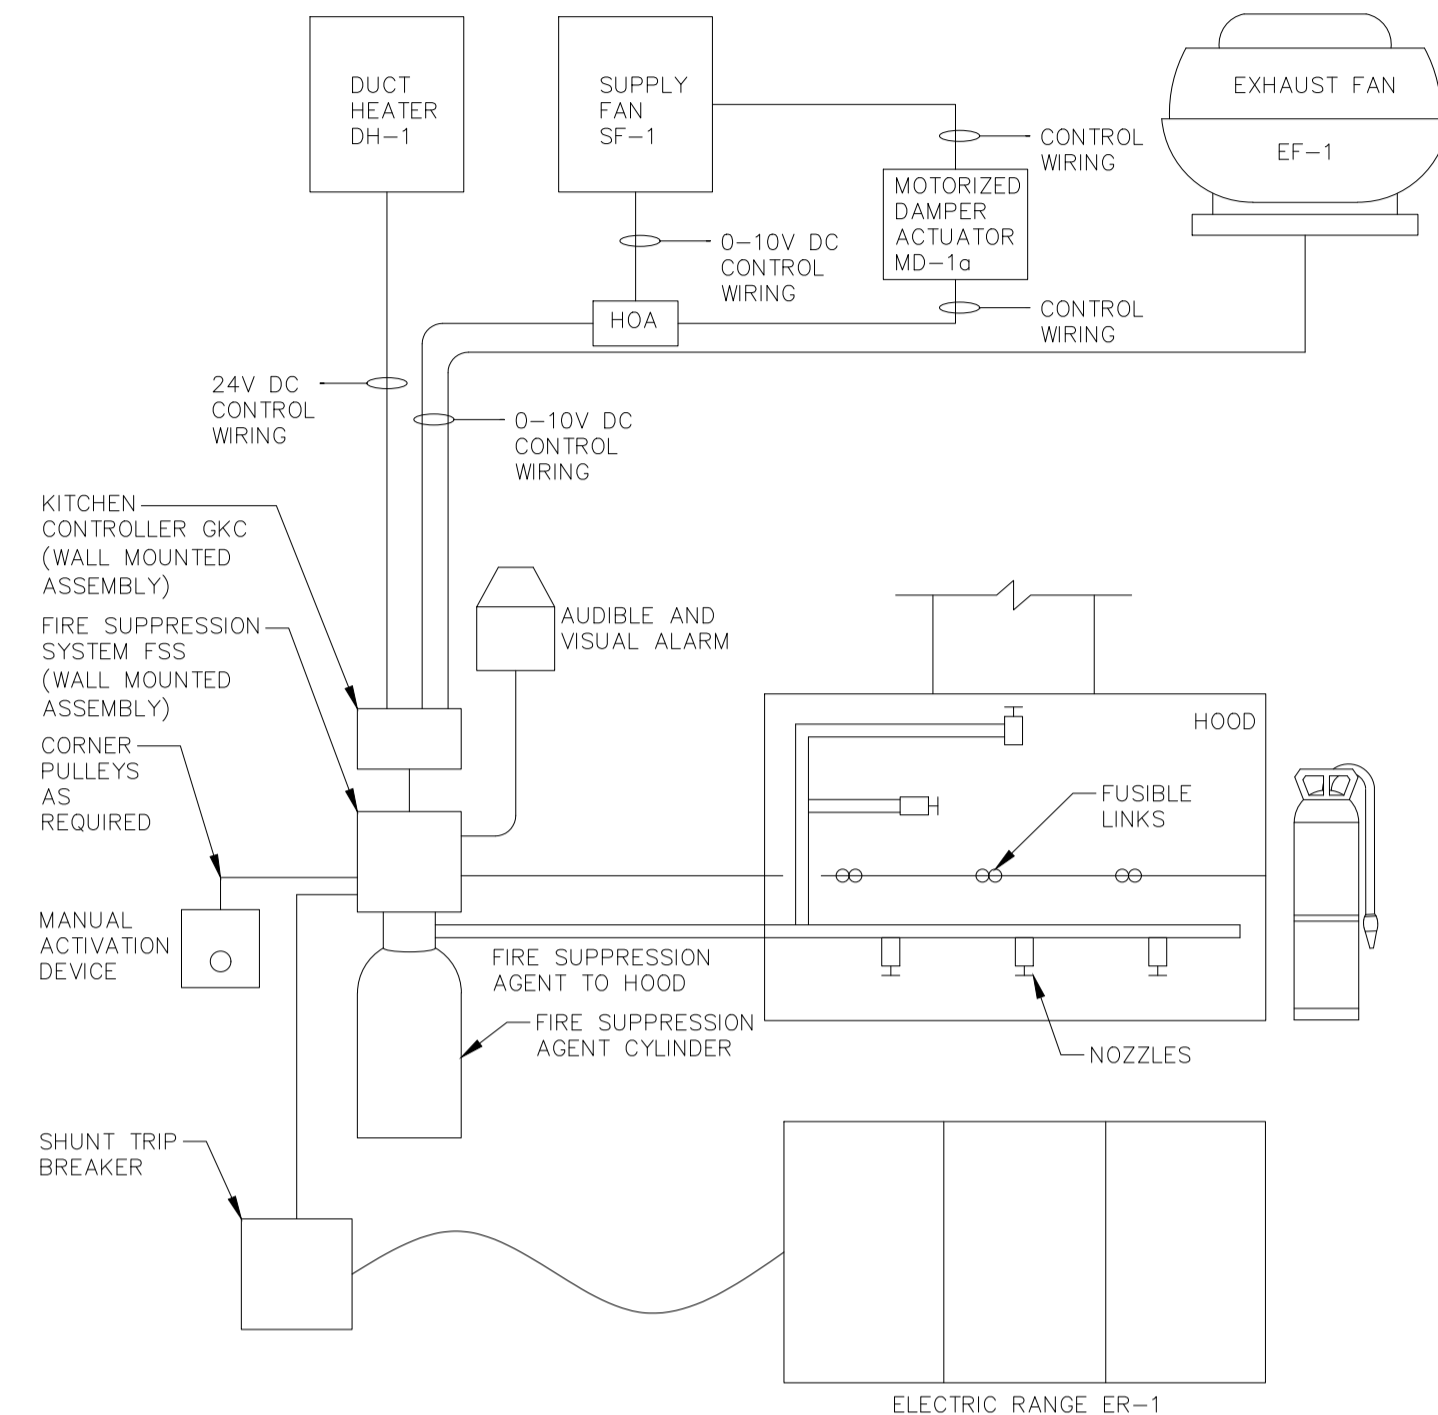 DUCT
HEATER
DH-1
SUPPLY
FAN
SF-1
EXHAUST FAN
EF-1
CONTROL
WIRING
MOTORIZED
DAMPER
ACTUATOR
MD-1a
0-10V DC
CONTROL
WIRING
HOA
CONTROL
WIRING
24V DC
CONTROL
WIRING
0-10V DC
CONTROL
WIRING
KITCHEN
CONTROLLER GKC
(WALL MOUNTED
ASSEMBLY)
FIRE SUPPRESSION
SYSTEM FSS
(WALL MOUNTED
ASSEMBLY)
AUDIBLE AND
VISUAL ALARM
CORNER
PULLEYS
AS
REQUIRED
HOOD
FUSIBLE
LINKS
MANUAL
ACTIVATION
DEVICE
FIRE SUPPRESSION
AGENT TO HOOD
FIRE SUPPRESSION
AGENT CYLINDER
NOZZLES
SHUNT TRIP
BREAKER
ELECTRIC RANGE ER-1